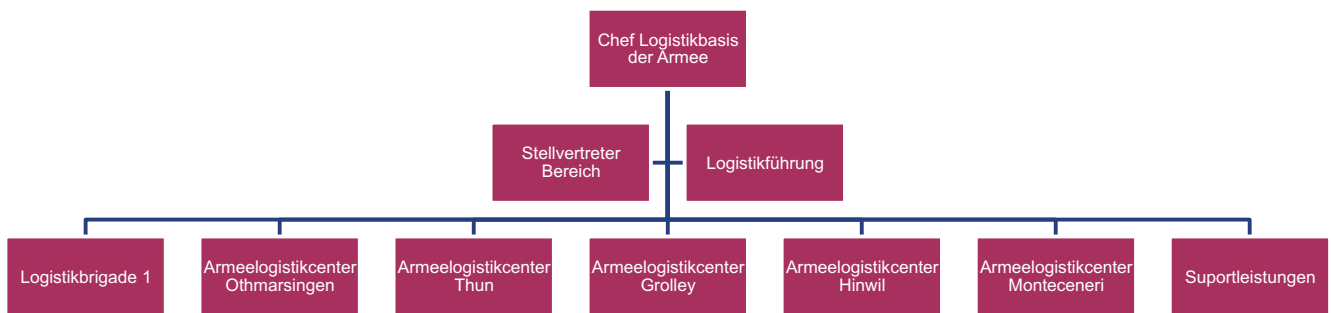 Chef Logistikbasis
der Armee
Stellvertreter
Bereich
Logistikführung
Logistikbrigade 1
Armeelogistikcenter
Othmarsingen
Armeelogistikcenter
Thun
Armeelogistikcenter
Grolley
Armeelogistikcenter
Hinwil
Armeelogistikcenter
Monteceneri
Suportleistungen